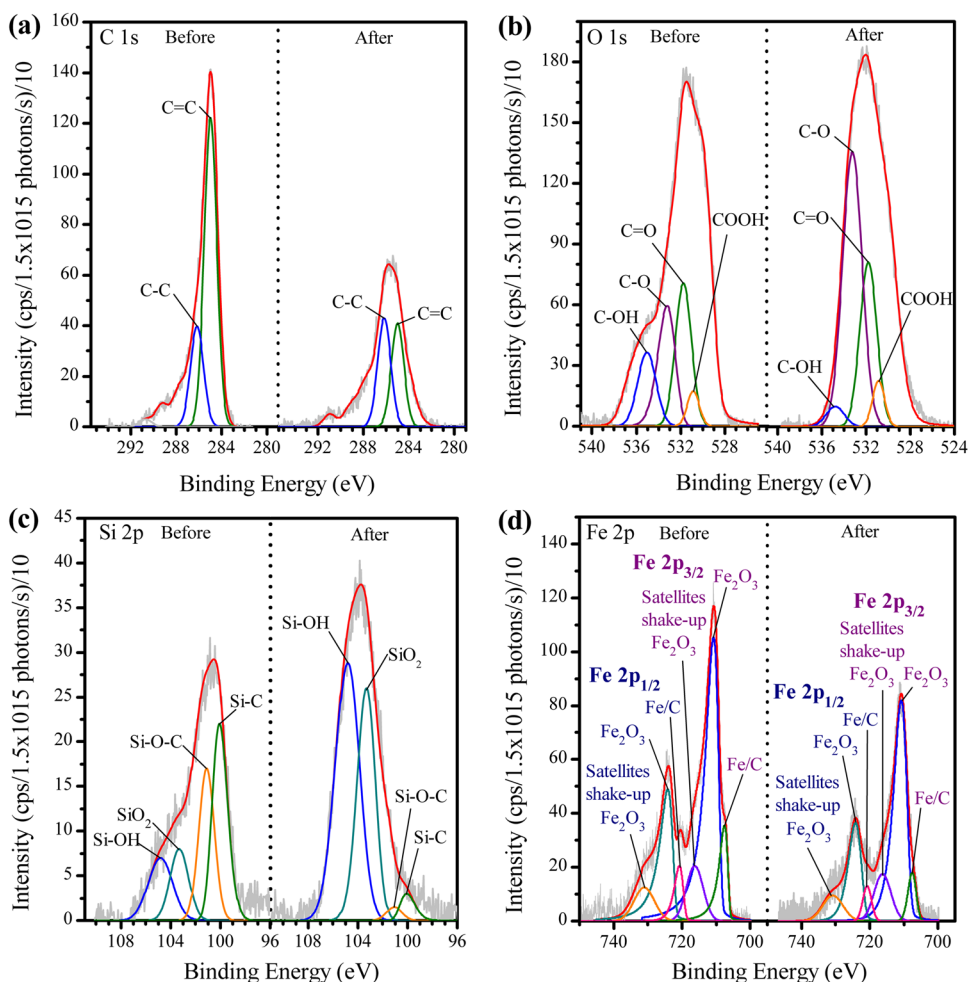 (a)
C 1s
Before
After
C=C
C-C
C-C
C=C
160
140
120
100
80
60
40
20
0
292 288 284 280 292 288 284 280
Intensity (cps/1.5x1015 photons/s)/10
Binding Energy (eV)
(b)
O 1s
Before
After
C-O
C=O
COOH
C=O
C-O
C-OH
COOH
C-OH
180
150
120
90
60
30
0
540 536 532 528 540 536 532 528 524
Intensity (cps/1.5x1015 photons/s)/10
Binding Energy (eV)
(c)
Si 2p
Before
After
Si-OH
SiO2
Si-C
Si-O-C
SiO2
Si-OH
Si-O-C
Si-C
45
40
35
30
25
20
15
10
5
0
108 104 100 96 108 104 100 96
Intensity (cps/1.5x1015 photons/s)/10
Binding Energy (eV)
(d)
Fe 2p
Before
After
Fe 2p3/2
Fe2O3
Satellites
shake-up
Fe2O3
Fe 2p1/2
Fe/C
Fe2O3
Satellites
shake-up
Fe2O3
Fe/C
Fe 2p3/2
Satellites
shake-up
Fe2O3
Fe2O3
Fe 2p1/2
Fe/C
Fe2O3
Satellites
shake-up
Fe2O3
Fe/C
140
120
100
80
60
40
20
0
740 720 700 740 720 700
Intensity (cps/1.5x1015 photons/s)/10
Binding Energy (eV)